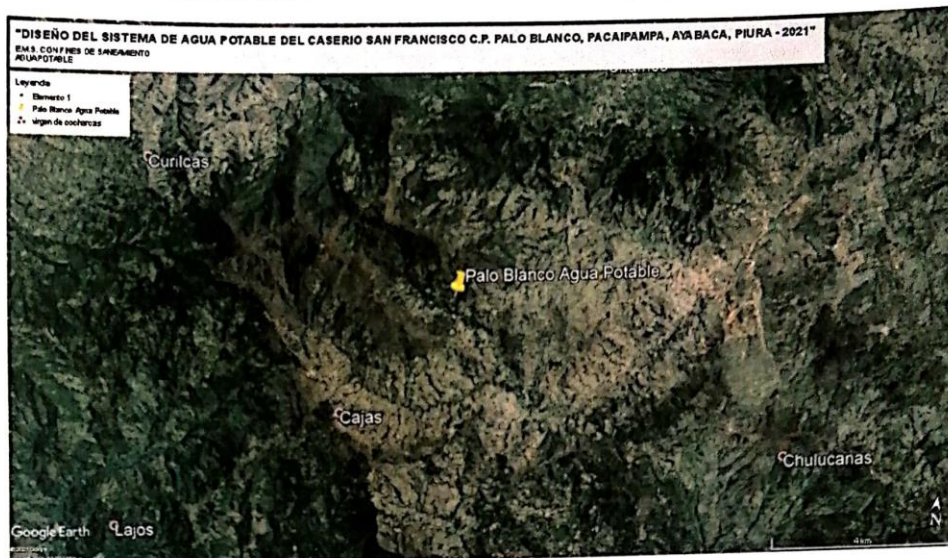 "DISEÑO DEL SISTEMA DE AGUA POTABLE DEL CASERIO SAN FRANCISCO C.P. PALO BLANCO, PACAIPAMPA, AYABACA, PIURA - 2021"
E.M.S. CON FINES DE SANEAMIENTO
AGUA POTABLE
Leyenda
Elemento 1
Palo Blanco Agua Potable
virgen de cocharcas
Curilcas
Palo Blanco Agua Potable
Cajas
Chulucanas
Google Earth
Lajos
N
4 km